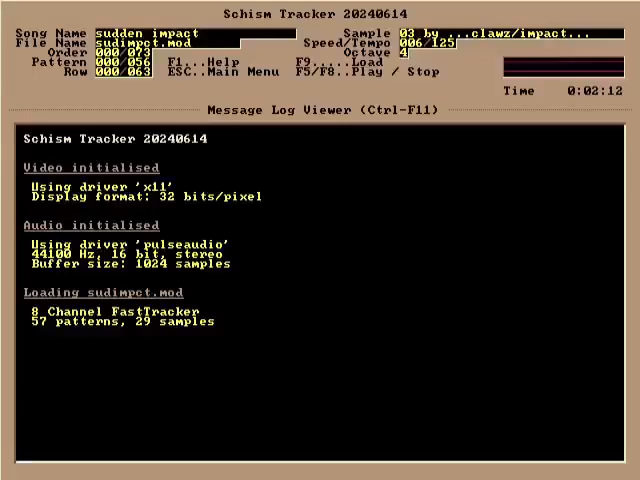 Schism Tracker 20240614
Song Name sudden impact
Sample 03 by ...clawz/impact...
File Name sudimpct.mod
Speed/Tempo 006/125
Order 000/073
Octave 4
Pattern 000/056 F1...Help F9.....Load
Row 000/063 ESC..Main Menu F5/F8..Play / Stop
Time 0:02:12
Message Log Viewer (Ctrl-F11)
Schism Tracker 20240614
Video initialised
Using driver 'x11'
Display format: 32 bits/pixel
Audio initialised
Using driver 'pulseaudio'
44100 Hz, 16 bit, stereo
Buffer size: 1024 samples
Loading sudimpct.mod
8 Channel FastTracker
57 patterns, 29 samples